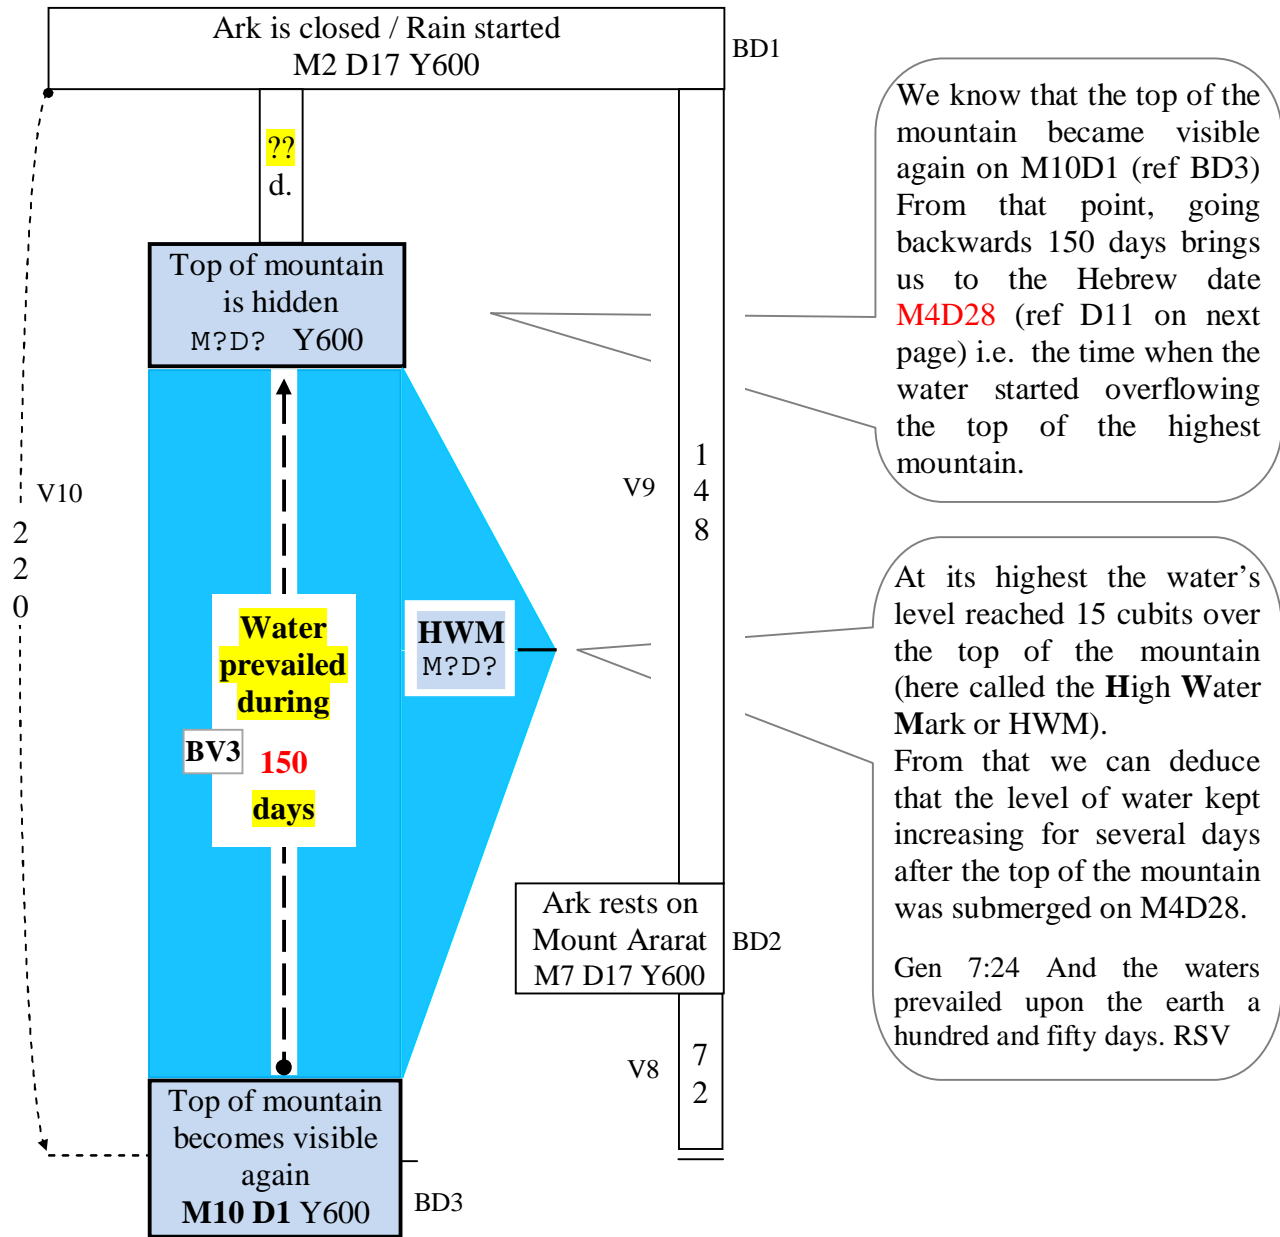 Ark is closed / Rain started
M2 D17 Y600
BD1
??
d.
Top of mountain
is hidden
M?D? Y600
We know that the top of the
mountain became visible
again on M10D1 (ref BD3)
From that point, going
backwards 150 days brings
us to the Hebrew date
M4D28 (ref D11 on next
page) i.e. the time when the
water started overflowing
the top of the highest
mountain.
V10
2
2
0
V9
1
4
8
Water
prevailed
during
BV3
150
days
HWM
M?D?
At its highest the water’s
level reached 15 cubits over
the top of the mountain
(here called the High Water
Mark or HWM).
From that we can deduce
that the level of water kept
increasing for several days
after the top of the mountain
was submerged on M4D28.
Gen 7:24 And the waters
prevailed upon the earth a
hundred and fifty days. RSV
Ark rests on
Mount Ararat
M7 D17 Y600
BD2
V8
7
2
Top of mountain
becomes visible
again
M10 D1 Y600
BD3